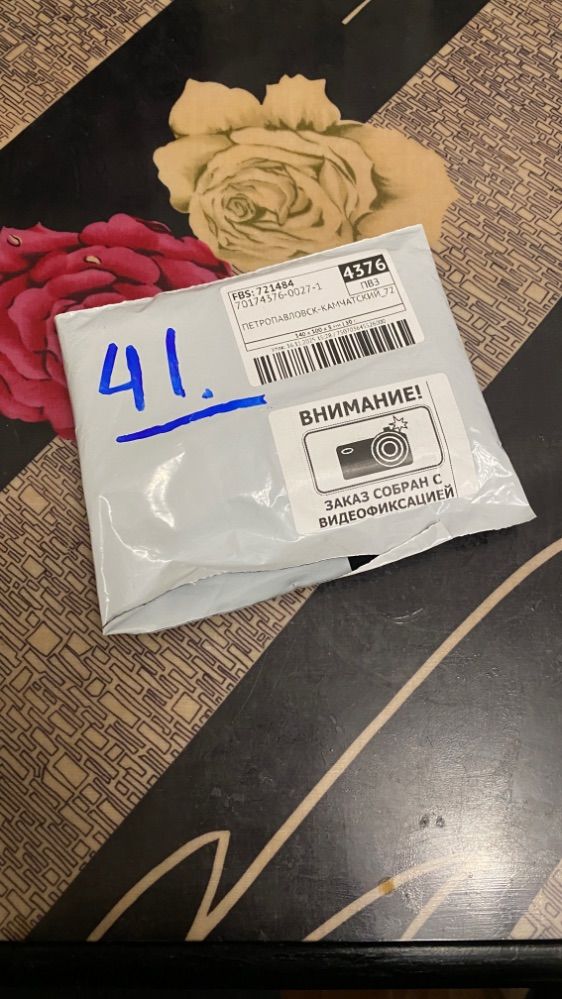 41.
FBS: 721484
4376
70174376-0027-1
ПВЗ
ПЕТРОПАВЛОВСК-КАМЧАТСКИЙ_72
ВНИМАНИЕ!
ЗАКАЗ СОБРАН С
ВИДЕОФИКСАЦИЕЙ